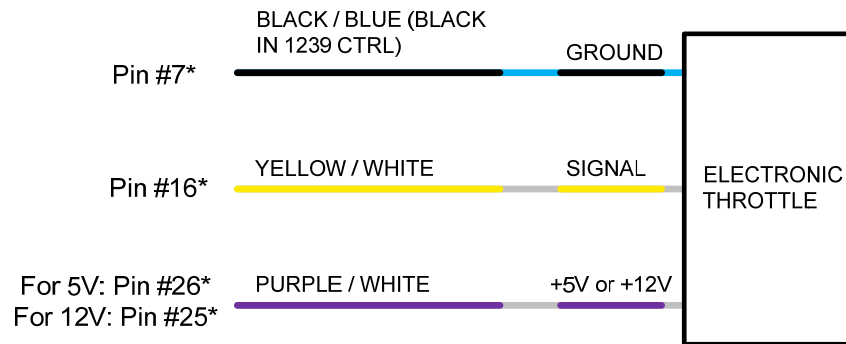 BLACK / BLUE (BLACK
IN 1239 CTRL)
GROUND
Pin #7*
YELLOW / WHITE
SIGNAL
Pin #16*
ELECTRONIC
THROTTLE
For 5V: Pin #26*
For 12V: Pin #25*
PURPLE / WHITE
+5V or +12V